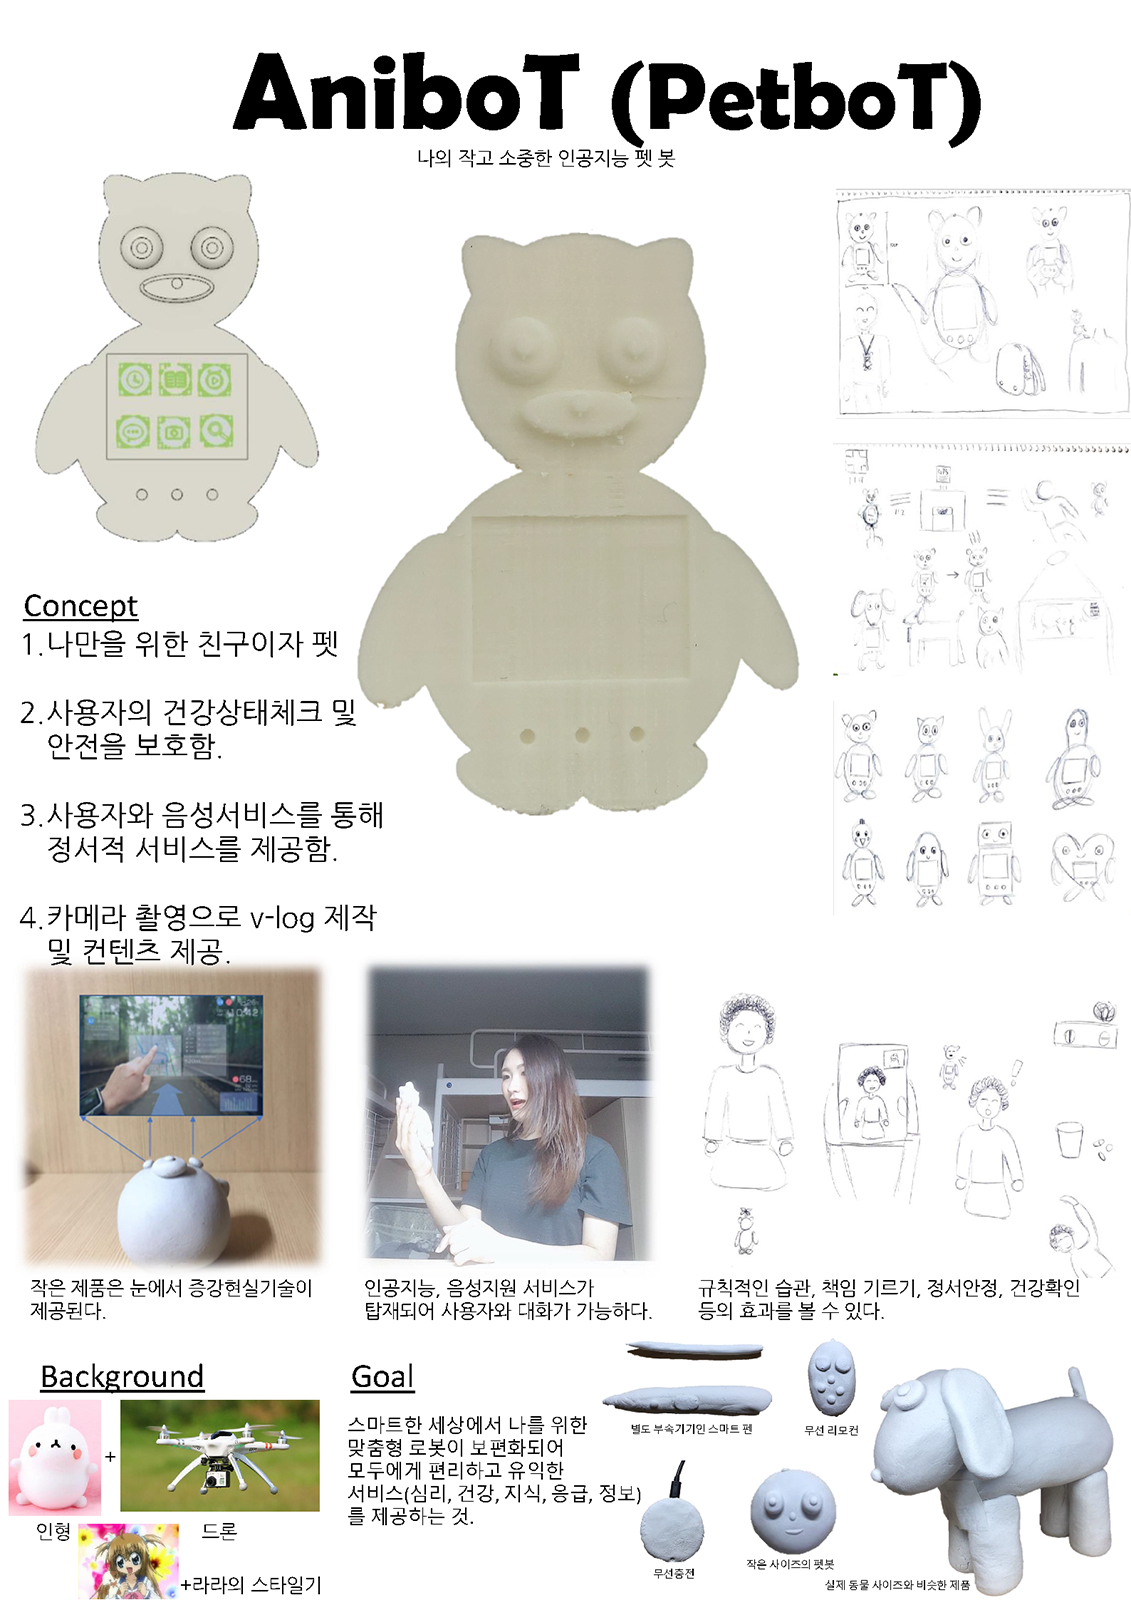 AniboT (PetboT)
나의 작고 소중한 인공지능 펫 봇
Concept
1.나만을 위한 친구이자 펫
2.사용자의 건강상태체크 및
안전을 보호함.
3.사용자와 음성서비스를 통해
정서적 서비스를 제공함.
4.카메라 촬영으로 v-log 제작
및 컨텐츠 제공.
작은 제품은 눈에서 증강현실기술이
제공된다.
인공지능, 음성지원 서비스가
탑재되어 사용자와 대화가 가능하다.
규칙적인 습관, 책임 기르기, 정서안정, 건강확인
등의 효과를 볼 수 있다.
Background
+
인형
드론
+라라의 스타일기
Goal
스마트한 세상에서 나를 위한
맞춤형 로봇이 보편화되어
모두에게 편리하고 유익한
서비스(심리, 건강, 지식, 응급, 정보)
를 제공하는 것.
별도 부속기기인 스마트 펜
무선 리모컨
무선충전
작은 사이즈의 펫봇
실제 동물 사이즈와 비슷한 제품